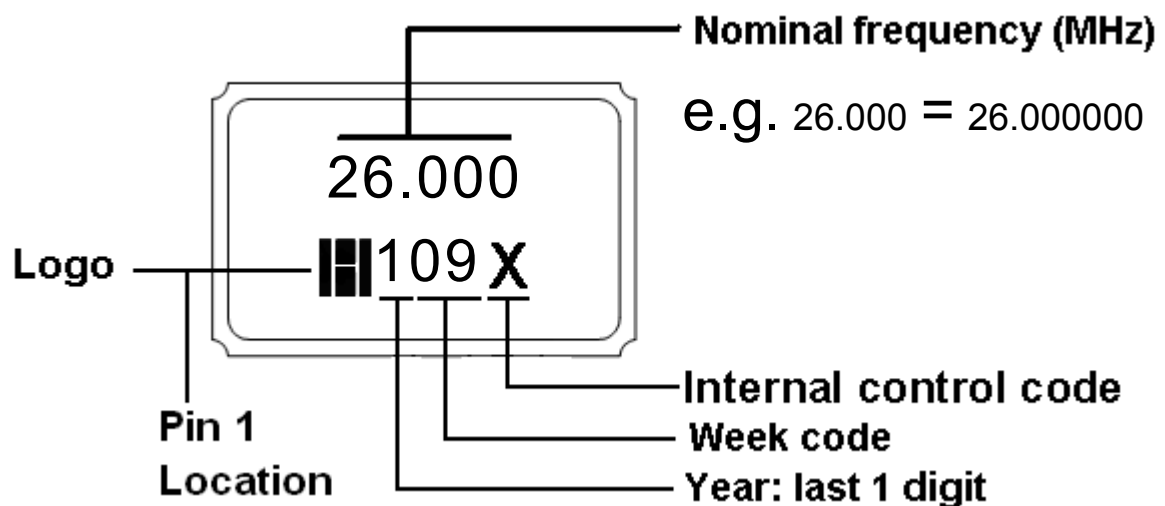 Nominal frequency (MHz)
e.g. 26.000 = 26.000000
26.000
Logo
109 X
Internal control code
Pin 1
Location
Week code
Year: last 1 digit